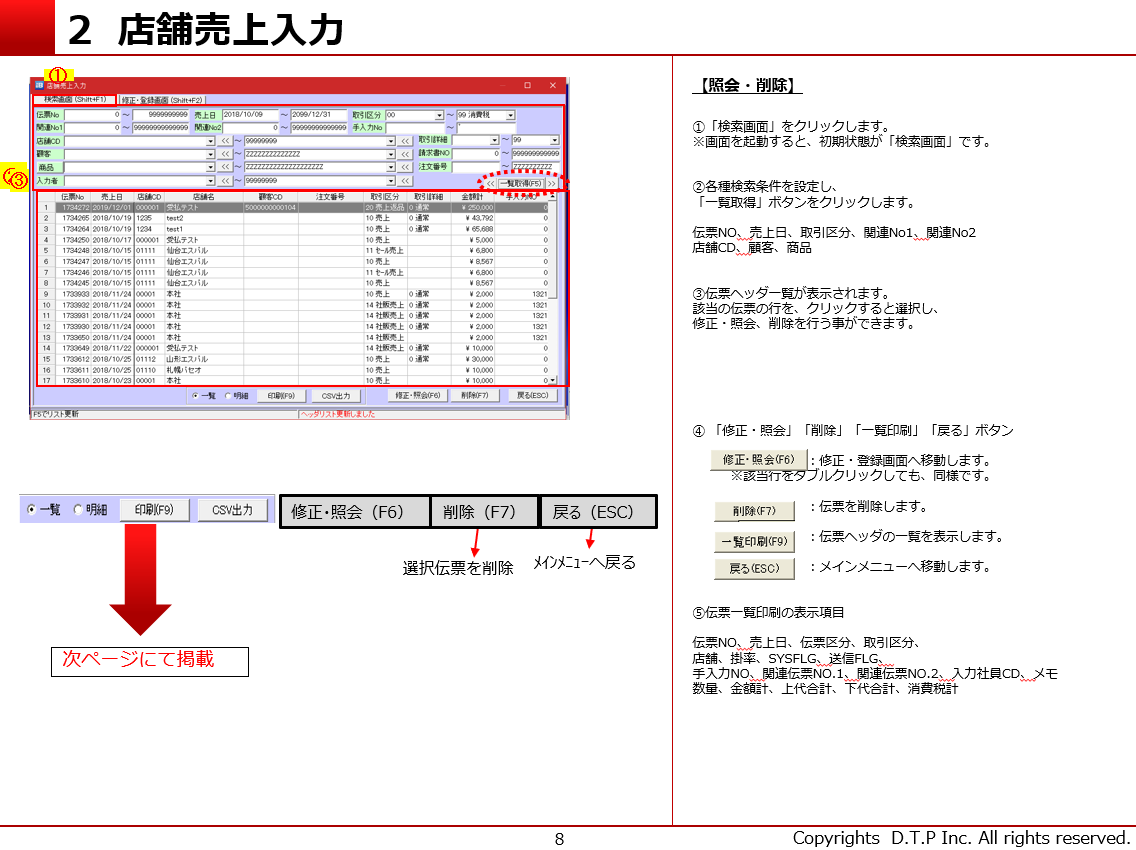 2 店舗売上入力
①
店舗売上入力
検索画面(Shift+F1) 修正・登録画面(Shift+F2)
伝票No 0 ～ 9999999999 売上日 2018/10/09 ～ 2099/12/31 取引区分 00 ～ 99 消費税
関連No1 0 ～ 99999999999999 関連No2 0 ～ 99999999999999 手入力No ～
店舗CD << ～ 99999999 << 取引詳細 ～ 99
顧客 << ～ ZZZZZZZZZZZZZZ << 請求書NO 0 ～ 999999999999
商品 << ～ << 注文番号 ～ ZZZZZZZZZZ
入力者 << ～ 99999999 << << 一覧取得(F5) >>
③
伝票No 売上日 店舗CD 店舗名 顧客CD 注文番号 取引区分 取引詳細 金額計
1 1734272 2019/12/01 000001 受払テスト 5000000000104 20 売上返品 0 通常 ¥ 250,000 0
2 1734265 2018/10/19 1235 test2 10 売上 0 通常 ¥ 43,792 0
3 1734264 2018/10/19 1234 test1 10 売上 0 通常 ¥ 65,688 0
4 1734250 2018/10/17 000001 受払テスト 10 売上 ¥ 5,000 0
5 1734248 2018/10/15 01111 仙台エスパル 11 ｾｰﾙ売上 ¥ 6,800 0
6 1734247 2018/10/15 01111 仙台エスパル 10 売上 ¥ 8,567 0
7 1734246 2018/10/15 01111 仙台エスパル 11 ｾｰﾙ売上 ¥ 6,800 0
8 1734245 2018/10/15 01111 仙台エスパル 10 売上 ¥ 8,567 0
9 1733933 2018/11/24 00001 本社 10 売上 0 通常 ¥ 2,000 1321
10 1733932 2018/11/24 00001 本社 14 社販売上 0 通常 ¥ 2,000 1321
11 1733931 2018/11/24 00001 本社 14 社販売上 0 通常 ¥ 2,000 1321
12 1733930 2018/11/24 00001 本社 14 社販売上 0 通常 ¥ 2,000 1321
13 1733650 2018/11/24 00001 本社 14 社販売上 ¥ 2,000 1321
14 1733649 2018/11/22 000001 受払テスト 14 社販売上 0 通常 ¥ 10,000 0
15 1733612 2018/10/25 01112 山形エスパル 10 売上 ¥ 30,000 0
16 1733611 2018/10/25 01110 札幌パセオ 10 売上 ¥ 10,000 0
17 1733610 2018/10/23 00001 本社 10 売上 ¥ 10,000 0
一覧 明細 印刷(F9) CSV出力 修正・照会(F6) 削除(F7) 戻る(ESC)
F5でリスト更新 ヘッダリスト更新しました
一覧 明細 印刷(F9) CSV出力 修正・照会（F6） 削除（F7） 戻る（ESC）
選択伝票を削除 ﾒｲﾝﾒﾆｭｰへ戻る
次ページにて掲載
【照会・削除】
①「検索画面」をクリックします。
※画面を起動すると、初期状態が「検索画面」です。
②各種検索条件を設定し、
「一覧取得」ボタンをクリックします。
伝票NO、売上日、取引区分、関連No1、関連No2
店舗CD、顧客、商品
③伝票ヘッダ一覧が表示されます。
該当の伝票の行を、クリックすると選択し、
修正・照会、削除を行う事ができます。
④ 「修正・照会」「削除」「一覧印刷」「戻る」ボタン
修正・照会(F6) ：修正・登録画面へ移動します。
※該当行をダブルクリックしても、同様です。
削除(F7) ：伝票を削除します。
一覧印刷(F9) ：伝票ヘッダの一覧を表示します。
戻る(ESC) ：メインメニューへ移動します。
⑤伝票一覧印刷の表示項目
伝票NO、売上日、伝票区分、取引区分、
店舗、掛率、SYSFLG、送信FLG、
手入力NO、関連伝票NO.1、関連伝票NO.2、入力社員CD、メモ
数量、金額計、上代合計、下代合計、消費税計
8
Copyrights D.T.P Inc. All rights reserved.